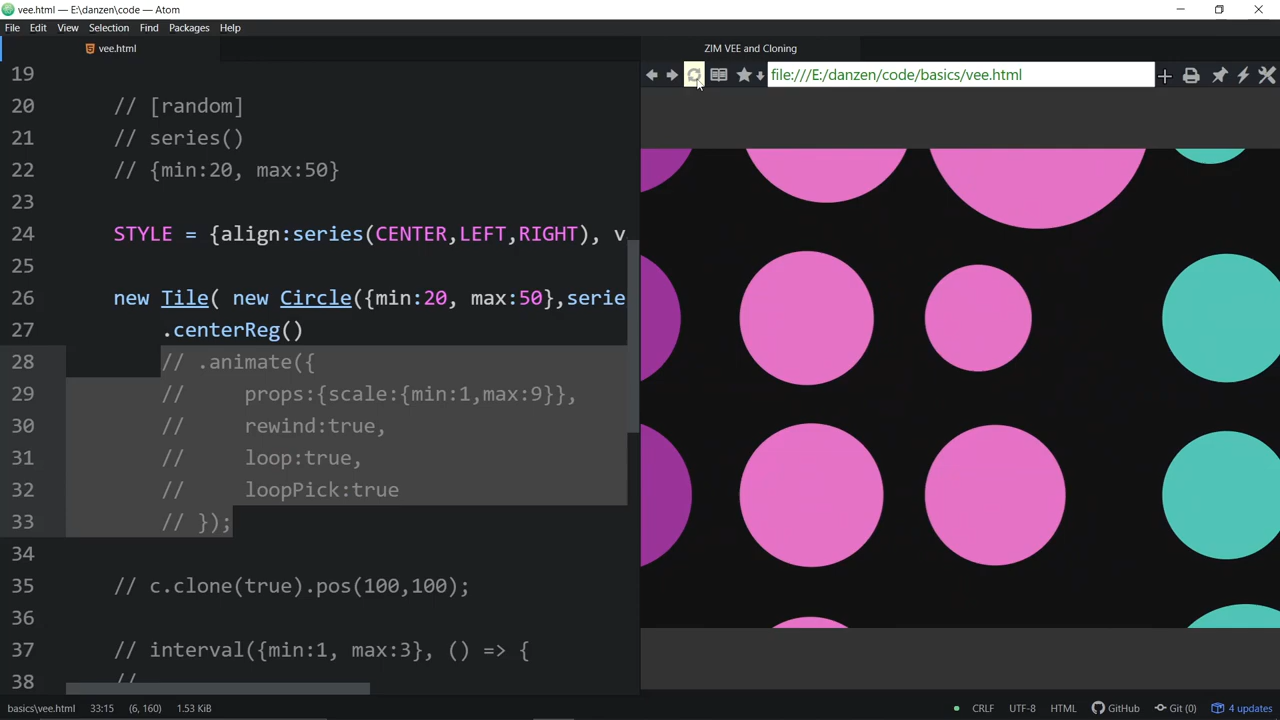 vee.html — E:\danzen\code — Atom
File Edit View Selection Find Packages Help
vee.html
ZIM VEE and Cloning
file:///E:/danzen/code/basics/vee.html
19
20 // [random]
21 // series()
22 // {min:20, max:50}
23
24 STYLE = {align:series(CENTER,LEFT,RIGHT), v
25
26 new Tile( new Circle({min:20, max:50},serie
27 .centerReg()
28 // .animate({
29 // props:{scale:{min:1,max:9}},
30 // rewind:true,
31 // loop:true,
32 // loopPick:true
33 // });
34
35 // c.clone(true).pos(100,100);
36
37 // interval({min:1, max:3}, () => {
38 //
basics\vee.html 33:15 (6, 160) 1.53 KiB CRLF UTF-8 HTML GitHub Git (0) 4 updates